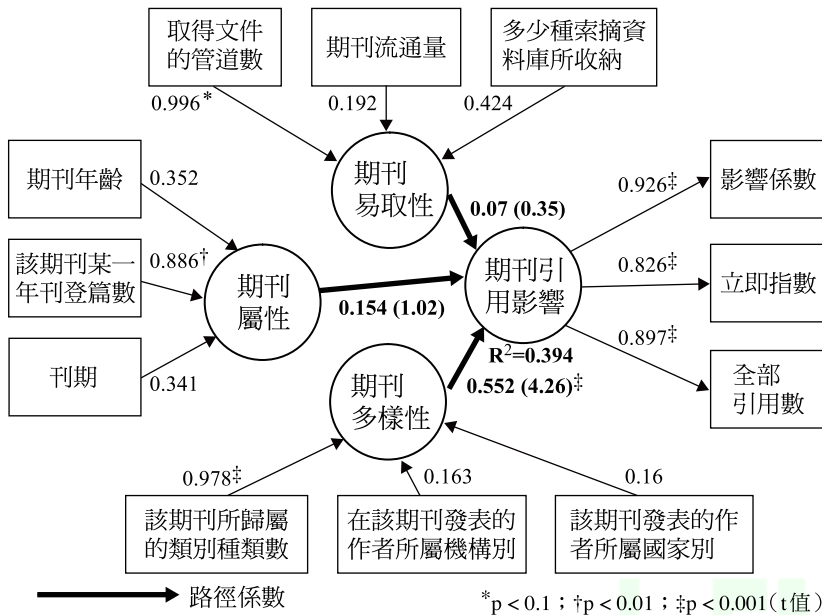 取得文件
的管道數
期刊流通量
多少種索摘資
料庫所收納
0.996*
0.192
0.424
期刊年齡
0.352
期刊
易取性
0.926‡
影響係數
0.07 (0.35)
該期刊某一
年刊登篇數
0.886†
期刊
屬性
期刊引
用影響
0.826‡
立即指數
0.154 (1.02)
0.897‡
刊期
0.341
R²=0.394
0.552 (4.26)‡
期刊
多樣性
全部
引用數
0.978‡
0.163
0.16
該期刊所歸屬
的類別種類數
在該期刊發表的
作者所屬機構別
該期刊發表的作
者所屬國家別
路徑係數
*p<0.1；†p<0.01；‡p<0.001(t值)